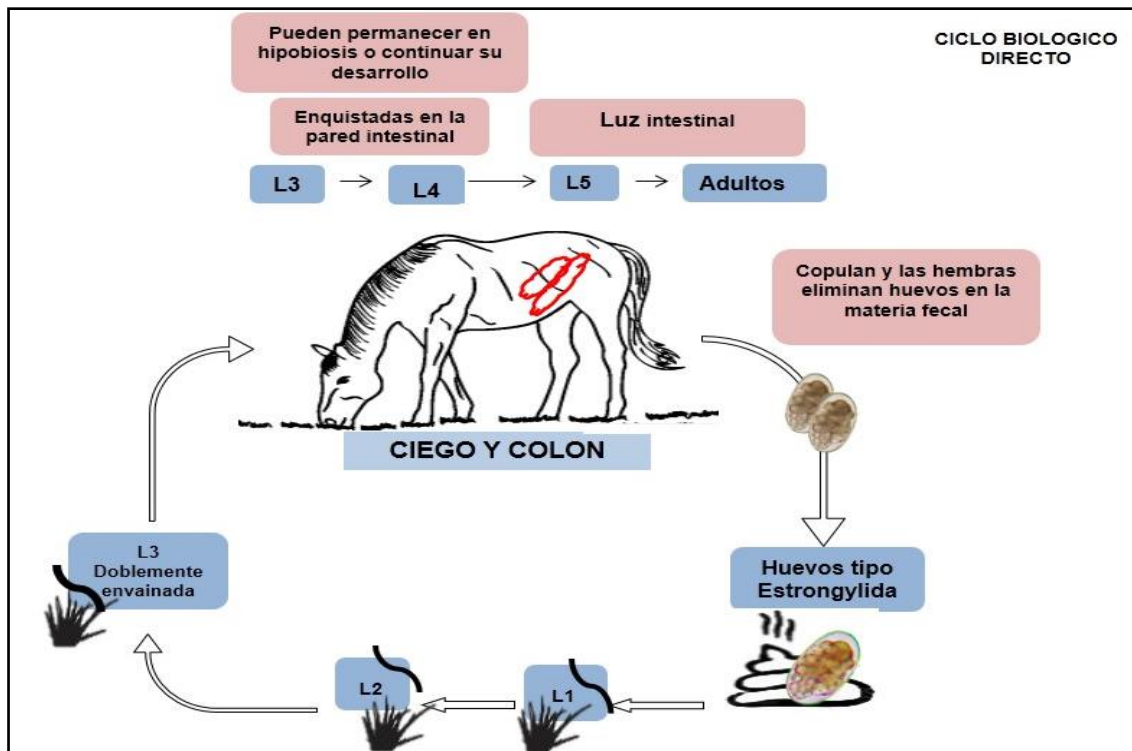 CICLO BIOLOGICO
DIRECTO
Pueden permanecer en
hipobiosis o continuar su
desarrollo
Enquistadas en la
pared intestinal
Luz intestinal
L3
L4
L5
Adultos
Copulan y las hembras
eliminan huevos en la
materia fecal
CIEGO Y COLON
Huevos tipo
Estrongylida
L1
L2
L3
Doblemente
envainada